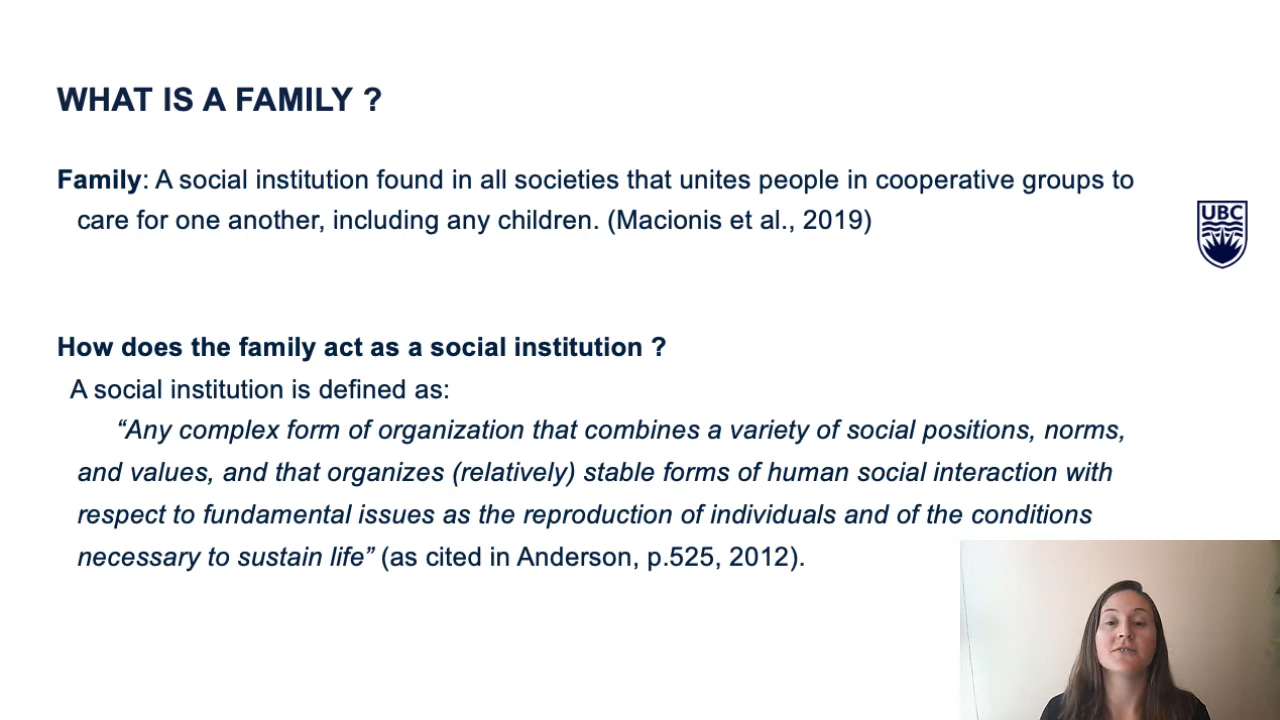 WHAT IS A FAMILY ?
Family: A social institution found in all societies that unites people in cooperative groups to
care for one another, including any children. (Macionis et al., 2019)
UBC
How does the family act as a social institution ?
A social institution is defined as:
“Any complex form of organization that combines a variety of social positions, norms,
and values, and that organizes (relatively) stable forms of human social interaction with
respect to fundamental issues as the reproduction of individuals and of the conditions
necessary to sustain life” (as cited in Anderson, p.525, 2012).